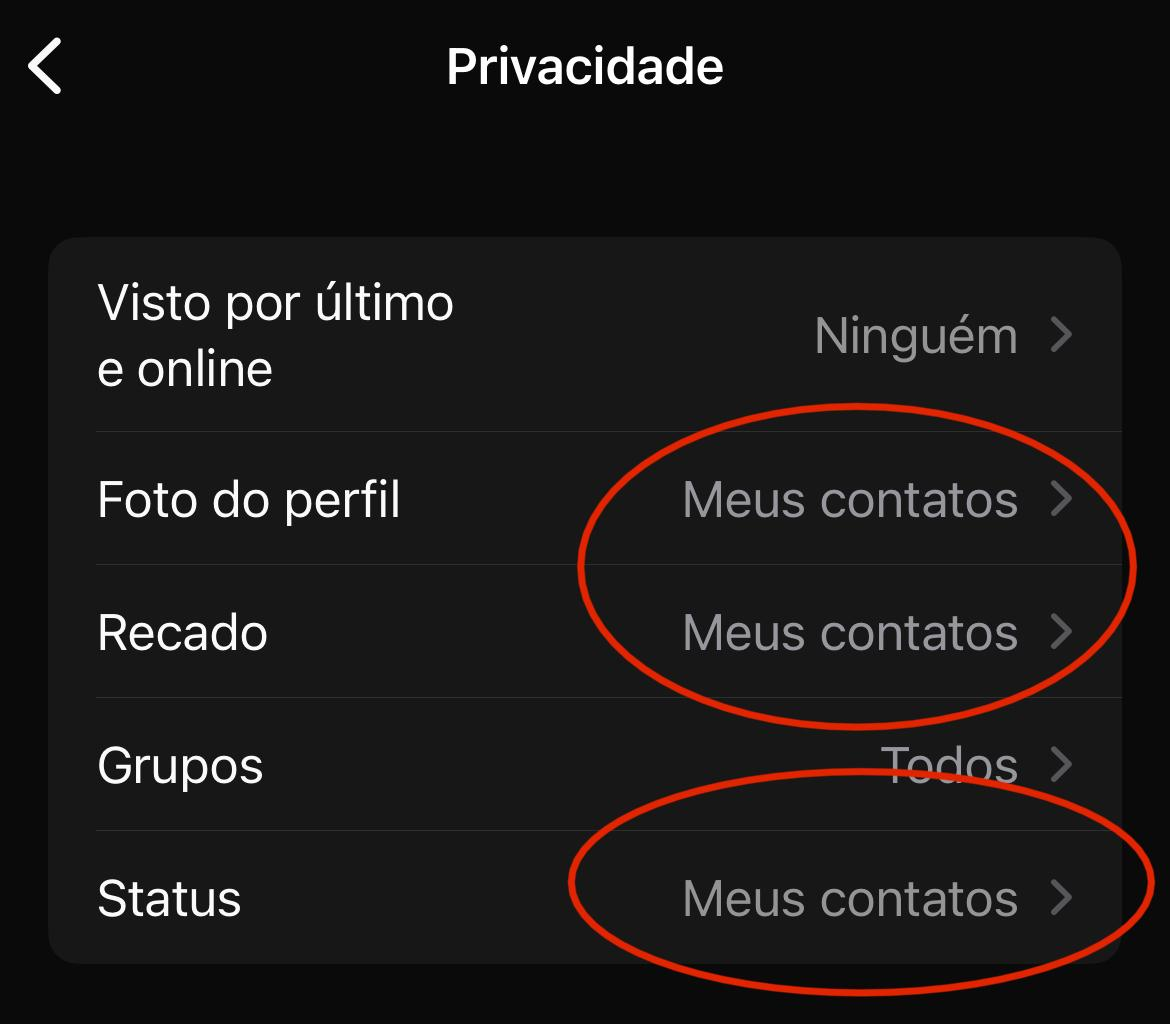 Privacidade
Visto por último
e online
Ninguém
Foto do perfil
Meus contatos
Recado
Meus contatos
Grupos
Todos
Status
Meus contatos